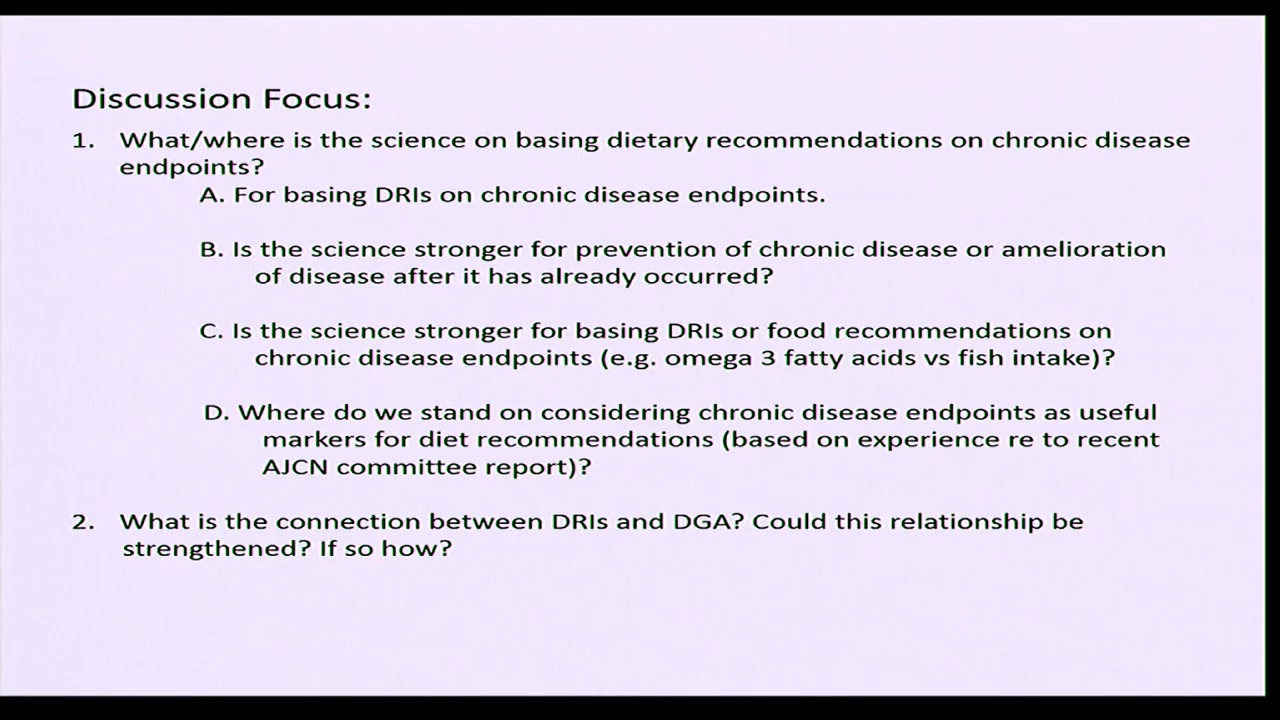 Discussion Focus:
1. What/where is the science on basing dietary recommendations on chronic disease
endpoints?
A. For basing DRIs on chronic disease endpoints.
B. Is the science stronger for prevention of chronic disease or amelioration
of disease after it has already occurred?
C. Is the science stronger for basing DRIs or food recommendations on
chronic disease endpoints (e.g. omega 3 fatty acids vs fish intake)?
D. Where do we stand on considering chronic disease endpoints as useful
markers for diet recommendations (based on experience re to recent
AJCN committee report)?
2. What is the connection between DRIs and DGA? Could this relationship be
strengthened? If so how?